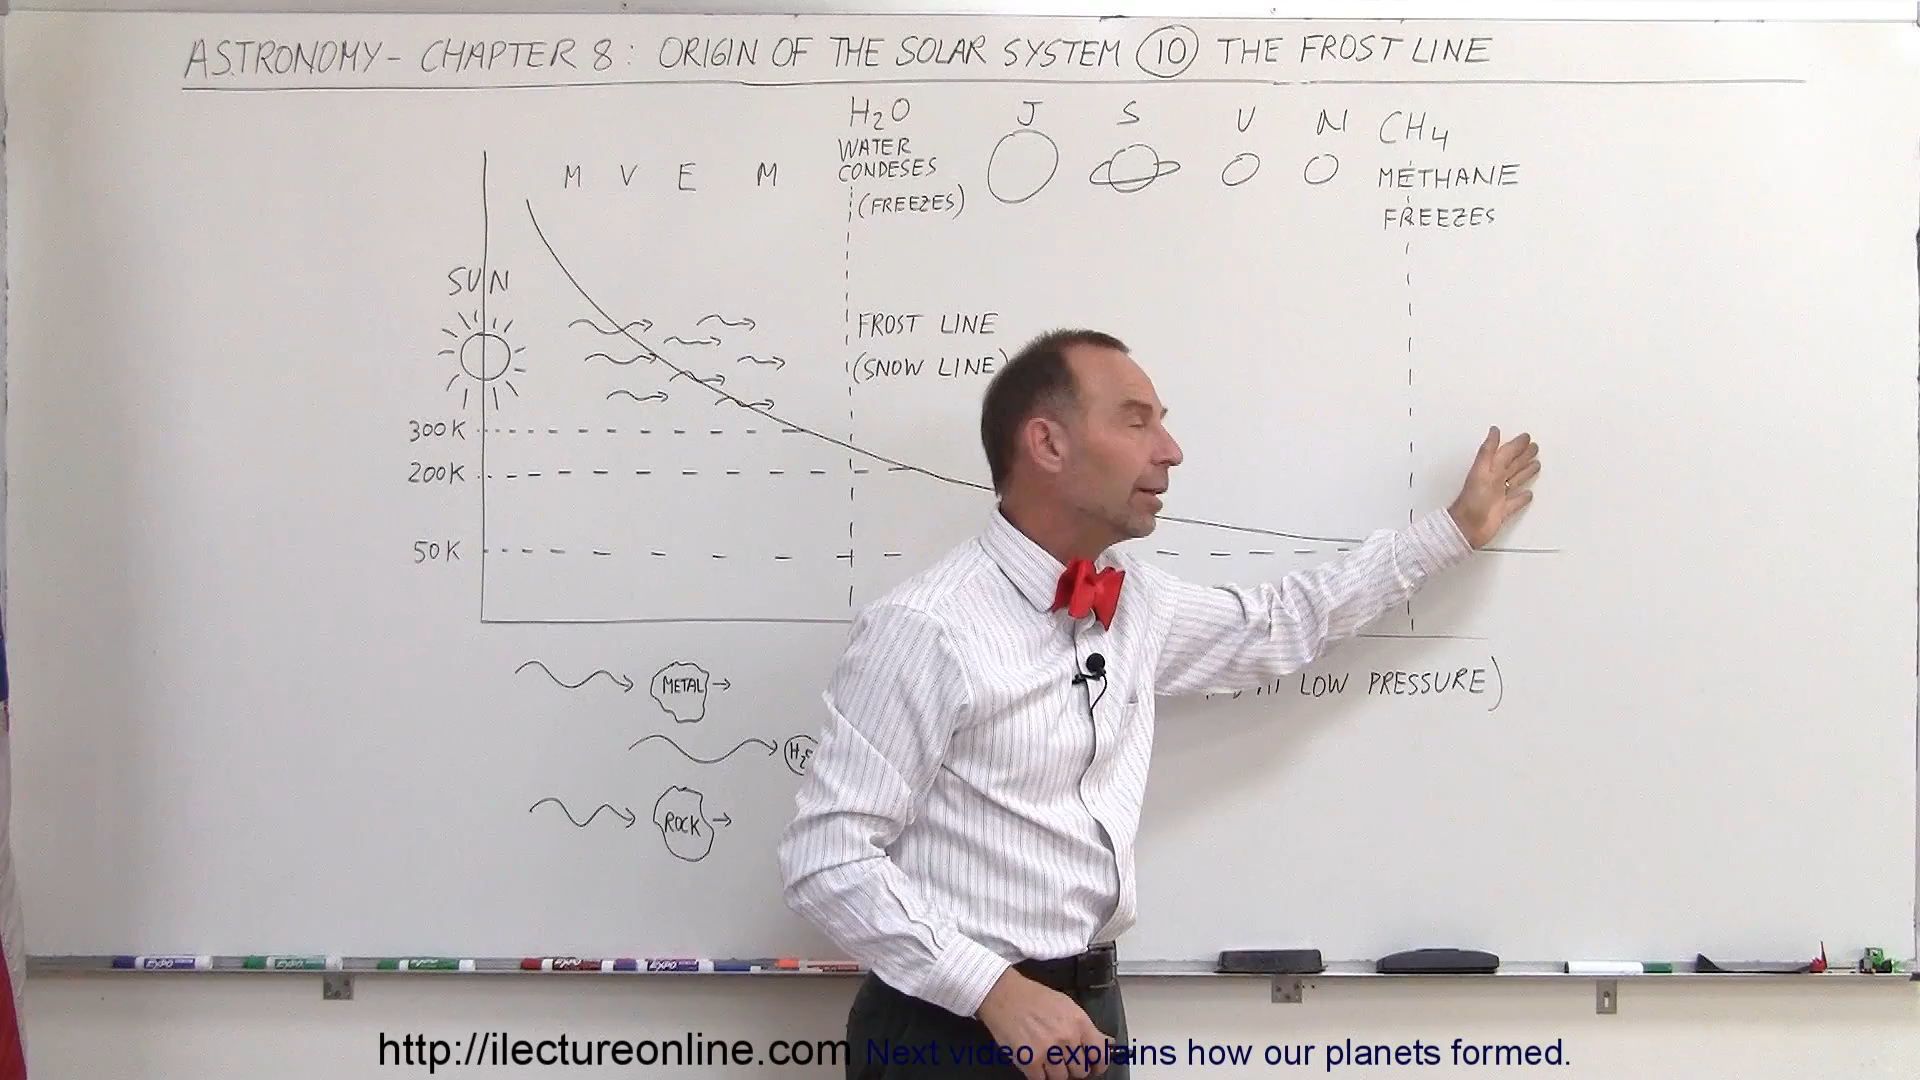 ASTRONOMY - CHAPTER 8: ORIGIN OF THE SOLAR SYSTEM 10 THE FROST LINE
H2O J S U N CH4
WATER
CONDESES
(FREEZES)
M V E M
METHANE
FREEZES
SUN
FROST LINE
(SNOW LINE)
300K
200K
50K
METAL
LOW PRESSURE)
ROCK
EXPO
EXPO
http://ilectureonline.com Next video explains how our planets formed.